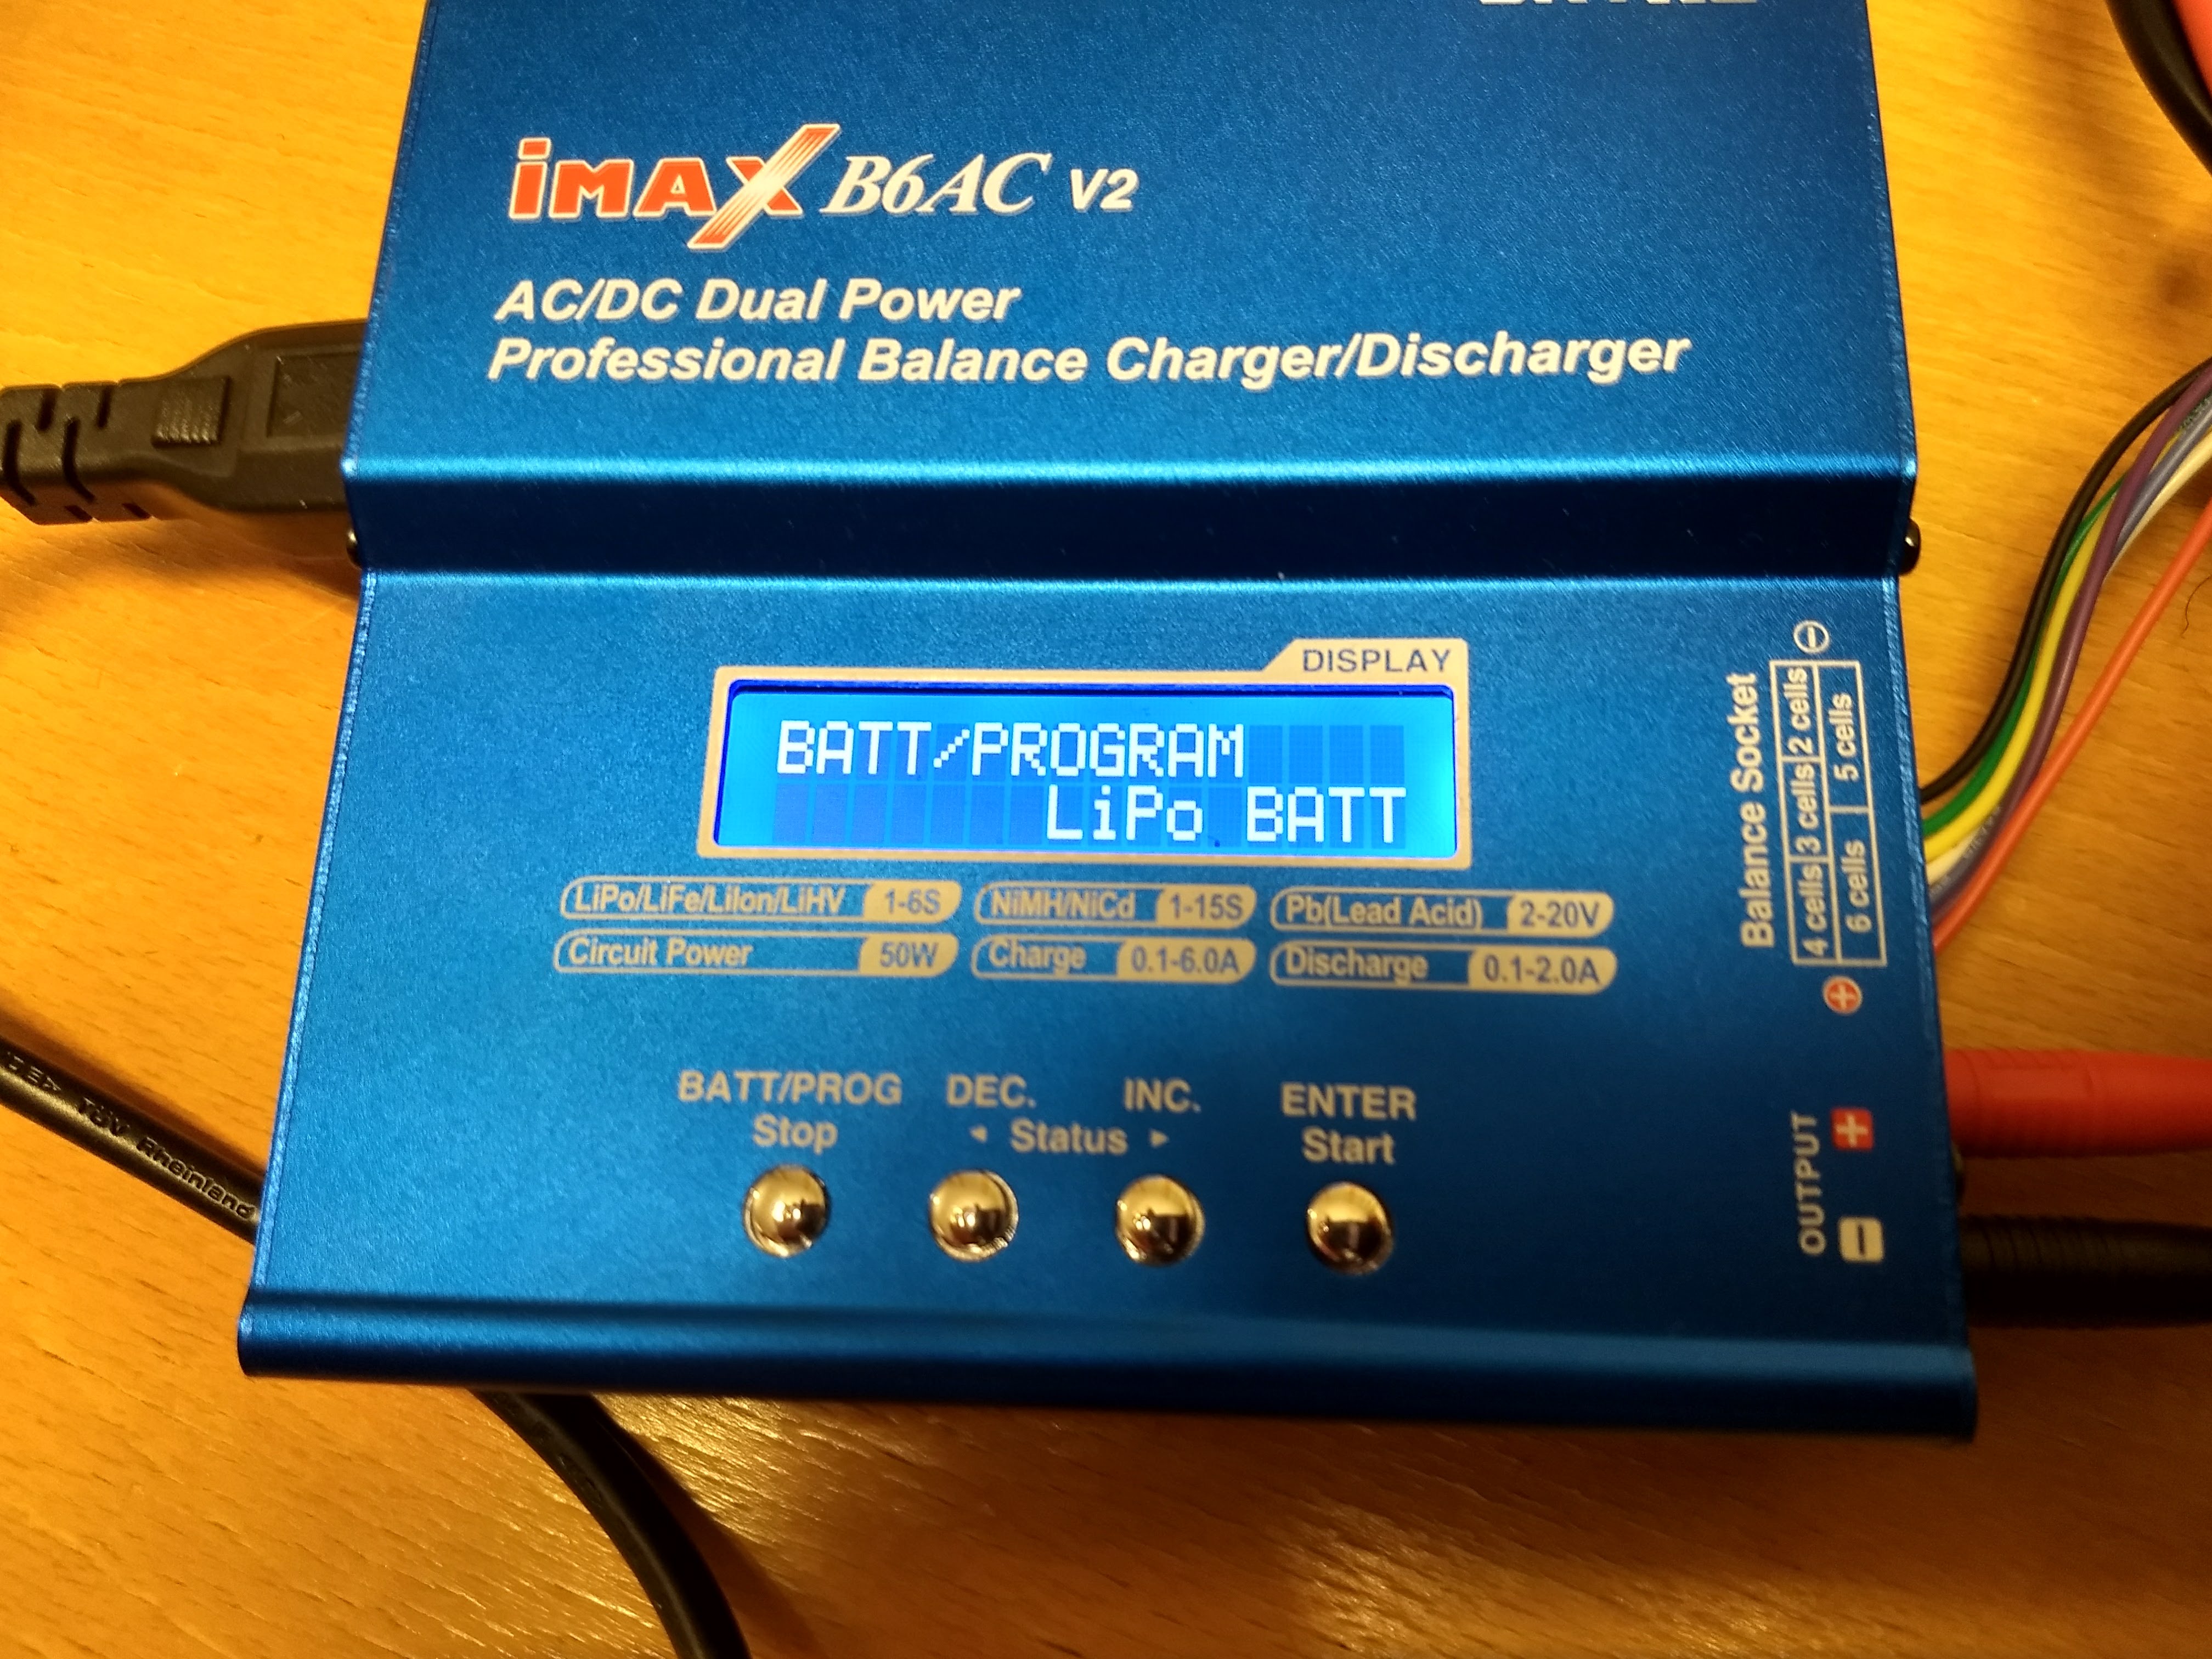 iMAX B6AC V2
AC/DC Dual Power
Professional Balance Charger/Discharger
DISPLAY
BATT/PROGRAM
LiPo BATT
LiPo/LiFe/LiIon/LiHV 1-6S NiMH/NiCd 1-15S Pb(Lead Acid) 2-20V
Circuit Power 50W Charge 0.1-6.0A Discharge 0.1-2.0A
BATT/PROG DEC. INC. ENTER
Stop ◄ Status ► Start
Balance Socket
4 cells 3 cells 2 cells
6 cells 5 cells
OUTPUT
TÜV Rheinland